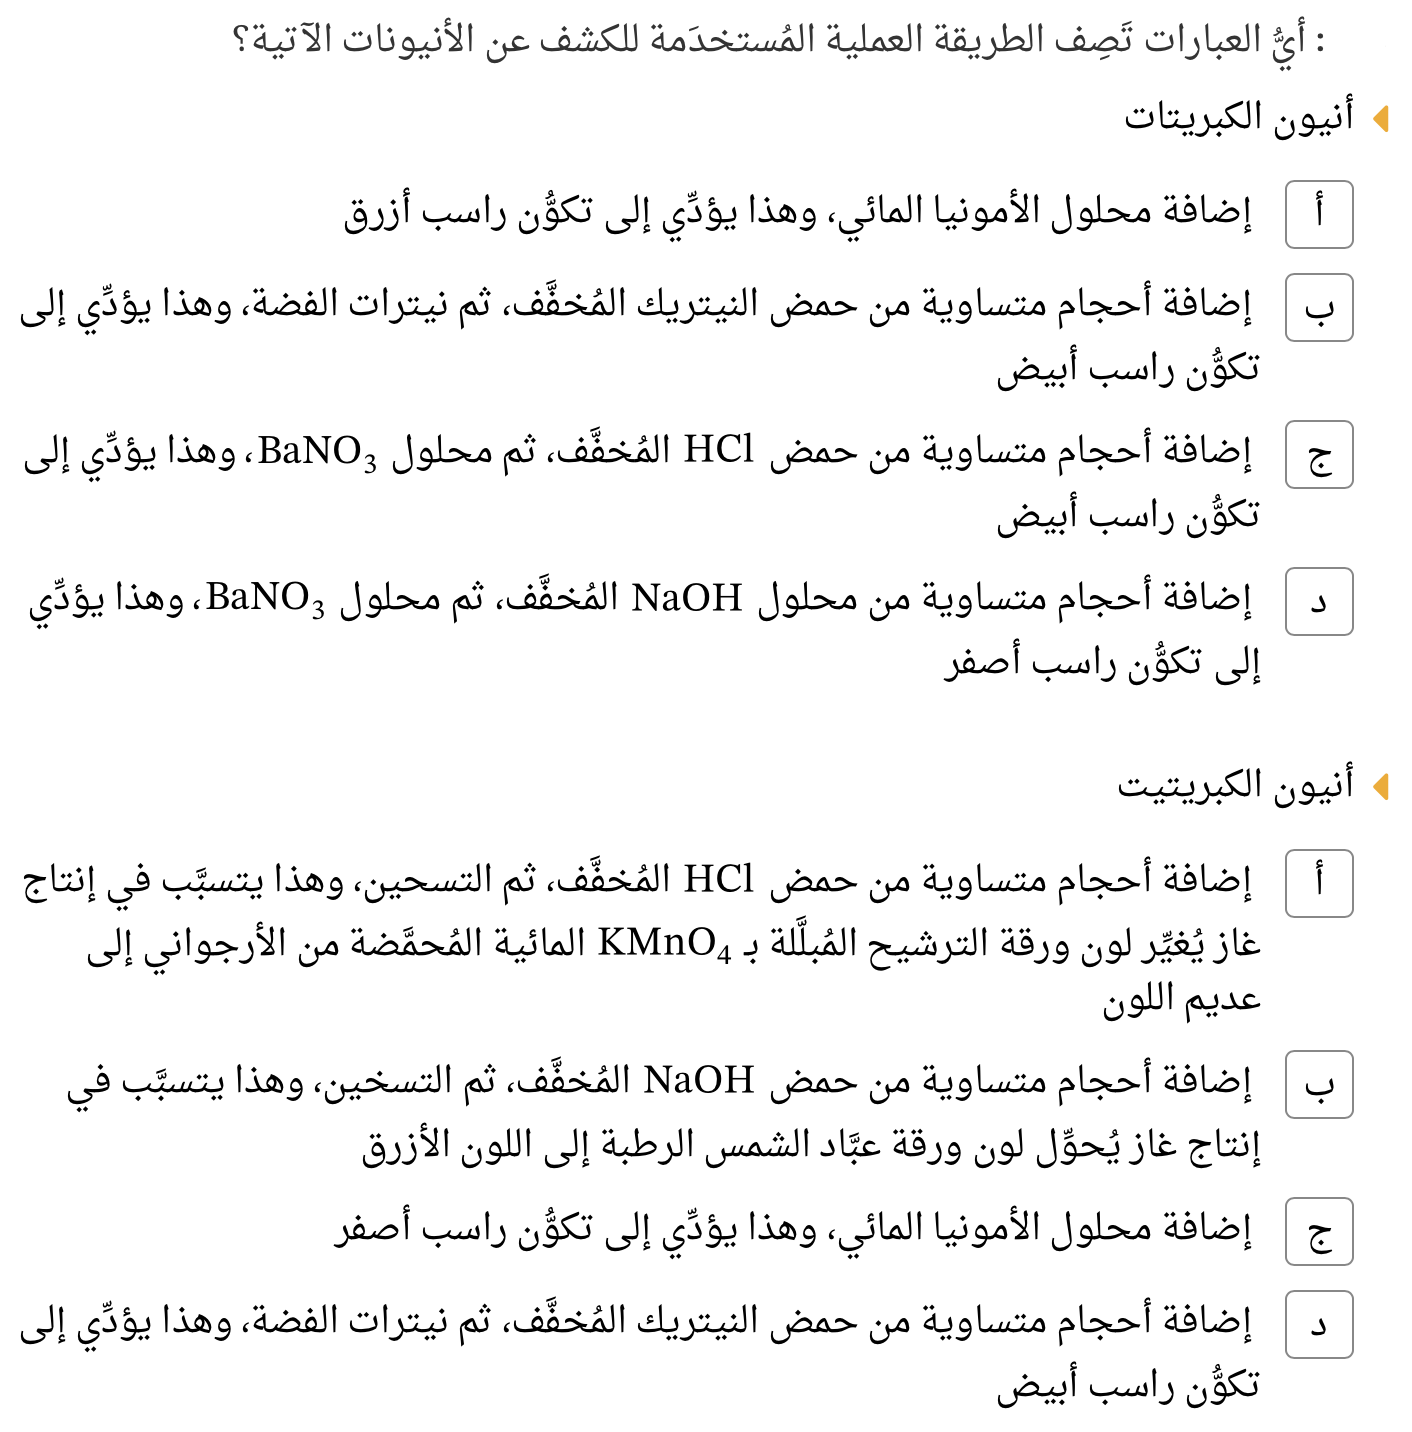 : أيُّ العبارات تَصِف الطريقة العملية المُستخدَمة للكشف عن الأنيونات الآتية؟
أنيون الكبريتات
أ إضافة محلول الأمونيا المائي، وهذا يؤدِّي إلى تكوُّن راسب أزرق
ب إضافة أحجام متساوية من حمض النيتريك المُخفَّف، ثم نيترات الفضة، وهذا يؤدِّي إلى
تكوُّن راسب أبيض
ج إضافة أحجام متساوية من حمض HCl المُخفَّف، ثم محلول BaNO₃، وهذا يؤدِّي إلى
تكوُّن راسب أبيض
د إضافة أحجام متساوية من محلول NaOH المُخفَّف، ثم محلول BaNO₃، وهذا يؤدِّي
إلى تكوُّن راسب أصفر
أنيون الكبريتيت
أ إضافة أحجام متساوية من حمض HCl المُخفَّف، ثم التسحين، وهذا يتسبَّب في إنتاج
غاز يُغيِّر لون ورقة الترشيح المُبلَّلة بـ KMnO₄ المائية المُحمَّضة من الأرجواني إلى
عديم اللون
ب إضافة أحجام متساوية من حمض NaOH المُخفَّف، ثم التسخين، وهذا يتسبَّب في
إنتاج غاز يُحوِّل لون ورقة عبَّاد الشمس الرطبة إلى اللون الأزرق
ج إضافة محلول الأمونيا المائي، وهذا يؤدِّي إلى تكوُّن راسب أصفر
د إضافة أحجام متساوية من حمض النيتريك المُخفَّف، ثم نيترات الفضة، وهذا يؤدِّي إلى
تكوُّن راسب أبيض